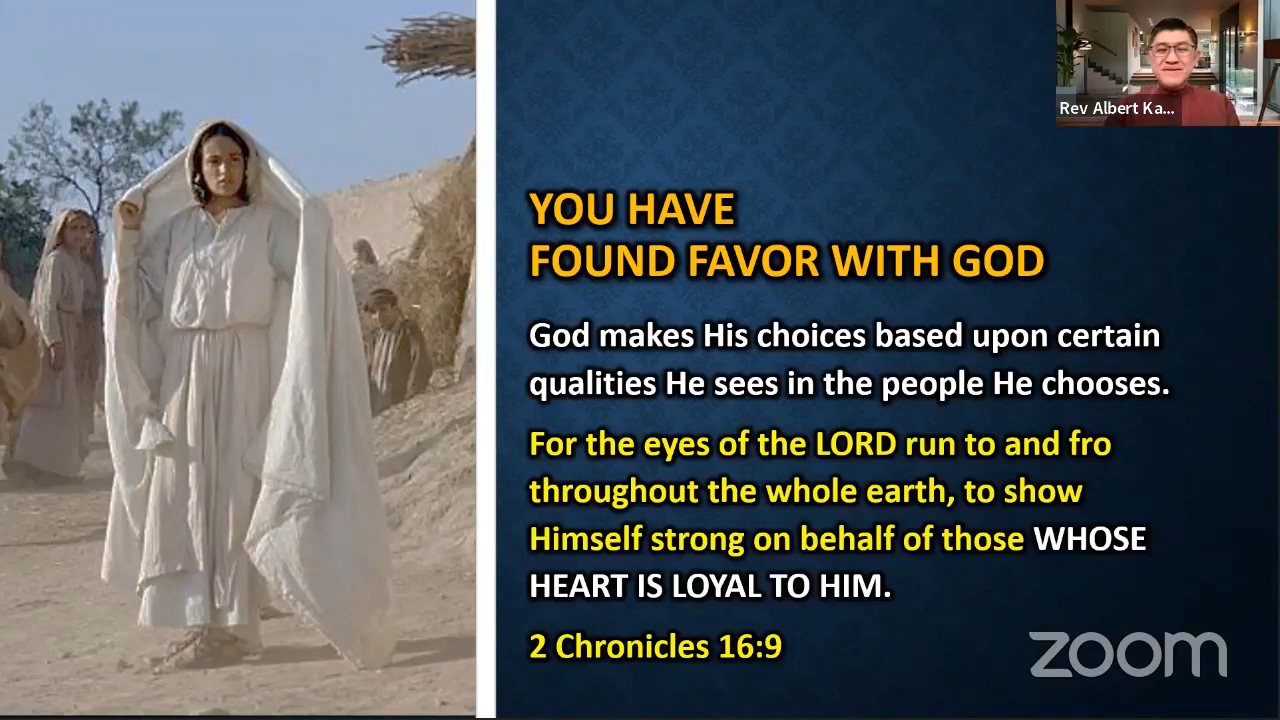 Rev Albert Ka...
YOU HAVE
FOUND FAVOR WITH GOD
God makes His choices based upon certain
qualities He sees in the people He chooses.
For the eyes of the LORD run to and fro
throughout the whole earth, to show
Himself strong on behalf of those WHOSE
HEART IS LOYAL TO HIM.
2 Chronicles 16:9
zoom